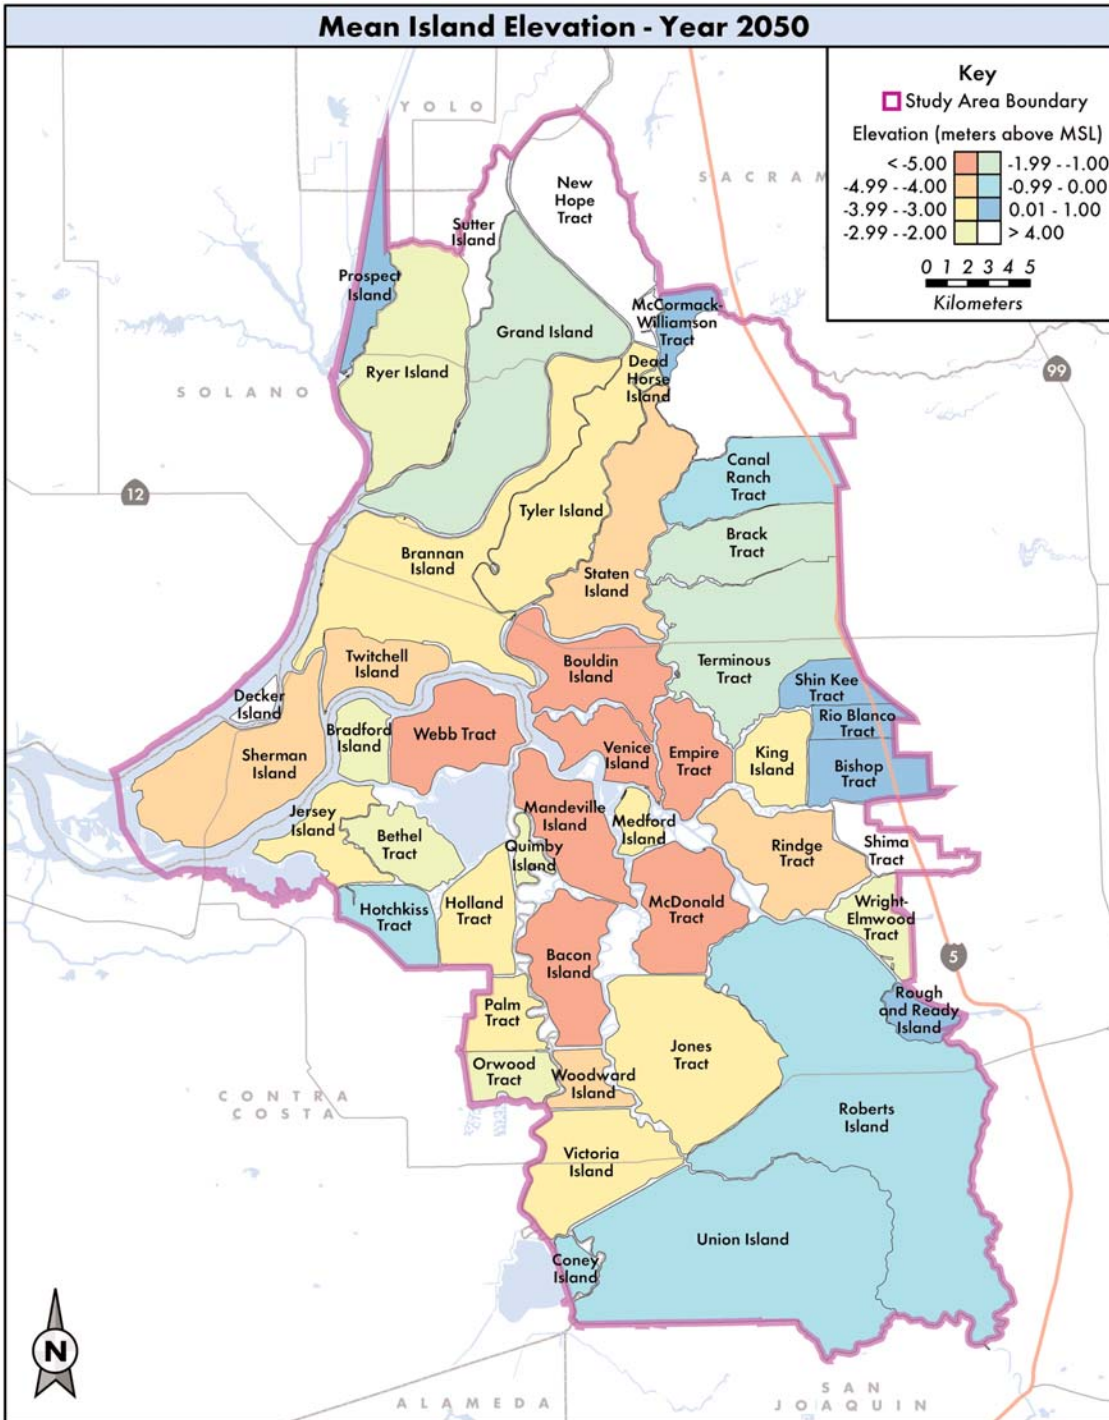 Mean Island Elevation - Year 2050
Key
Study Area Boundary
Elevation (meters above MSL)
< -5.00
-1.99 - -1.00
-4.99 - -4.00
-0.99 - 0.00
-3.99 - -3.00
0.01 - 1.00
-2.99 - -2.00
> 4.00
0 1 2 3 4 5
Kilometers
YOLO
SACRAM
SOLANO
12
99
5
New
Hope
Tract
Sutter
Island
Prospect
Island
Grand Island
McCormack-
Williamson
Tract
Ryer Island
Dead
Horse
Island
Canal
Ranch
Tract
Tyler Island
Brack
Tract
Brannan
Island
Staten
Island
Twitchell
Island
Bouldin
Island
Terminous
Tract
Shin Kee
Tract
Decker
Island
Rio Blanco
Tract
Bradford
Island
Webb Tract
Sherman
Island
Venice
Island
Empire
Tract
King
Island
Bishop
Tract
Jersey
Island
Bethel
Tract
Mandeville
Island
Medford
Island
Quimby
Island
Rindge
Tract
Shima
Tract
Hotchkiss
Tract
Holland
Tract
McDonald
Tract
Wright-
Elmwood
Tract
Bacon
Island
Palm
Tract
Rough
and Ready
Island
Orwood
Tract
Woodward
Island
Jones
Tract
CONTRA
COSTA
Roberts
Island
Victoria
Island
Union Island
Coney
Island
N
ALAMEDA
SAN
JOAQUIN